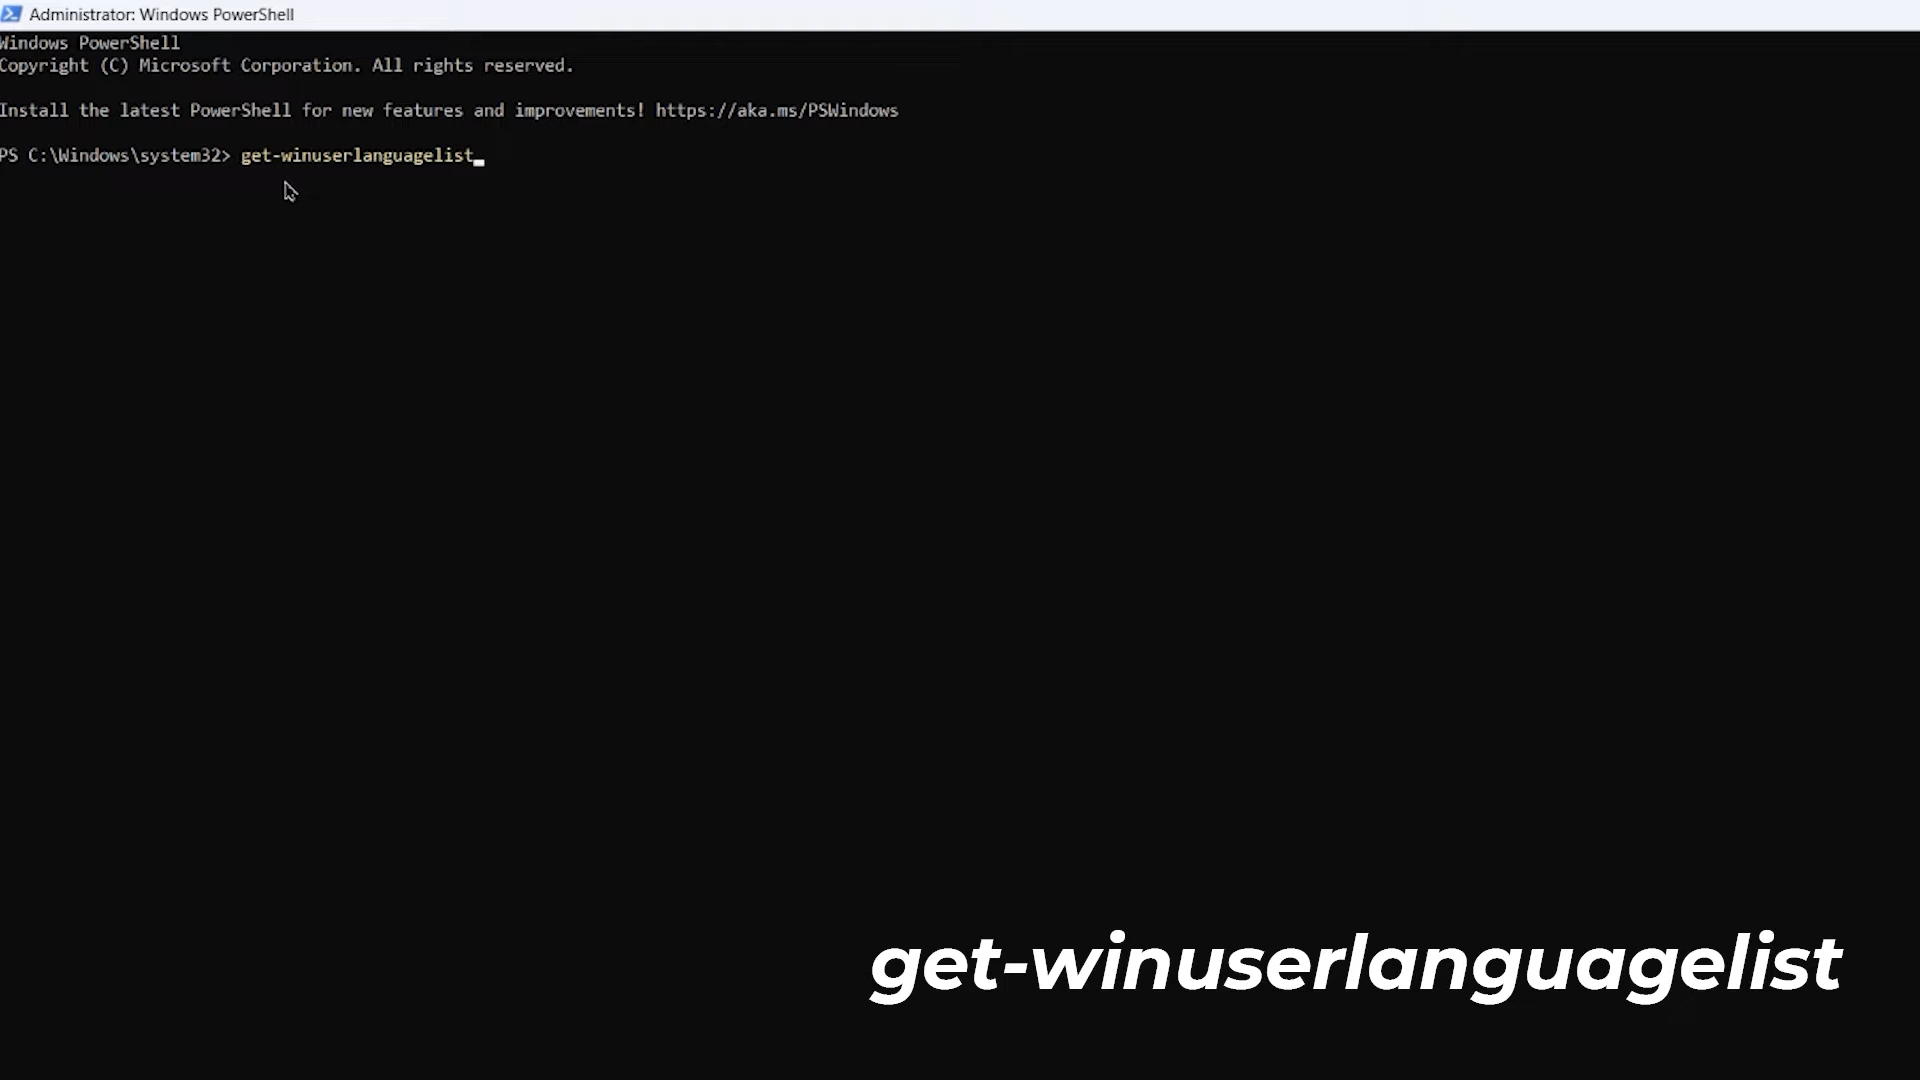 Administrator: Windows PowerShell
Windows PowerShell
Copyright (C) Microsoft Corporation. All rights reserved.
Install the latest PowerShell for new features and improvements! https://aka.ms/PSWindows
PS C:\Windows\system32> get-winuserlanguagelist_
get-winuserlanguagelist